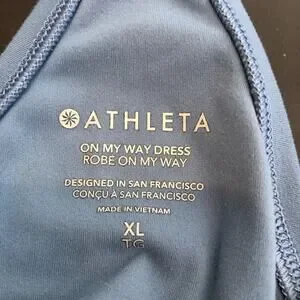 ATHLETA
ON MY WAY DRESS
ROBE ON MY WAY
DESIGNED IN SAN FRANCISCO
CONÇU À SAN FRANCISCO
MADE IN VIETNAM
XL
TG